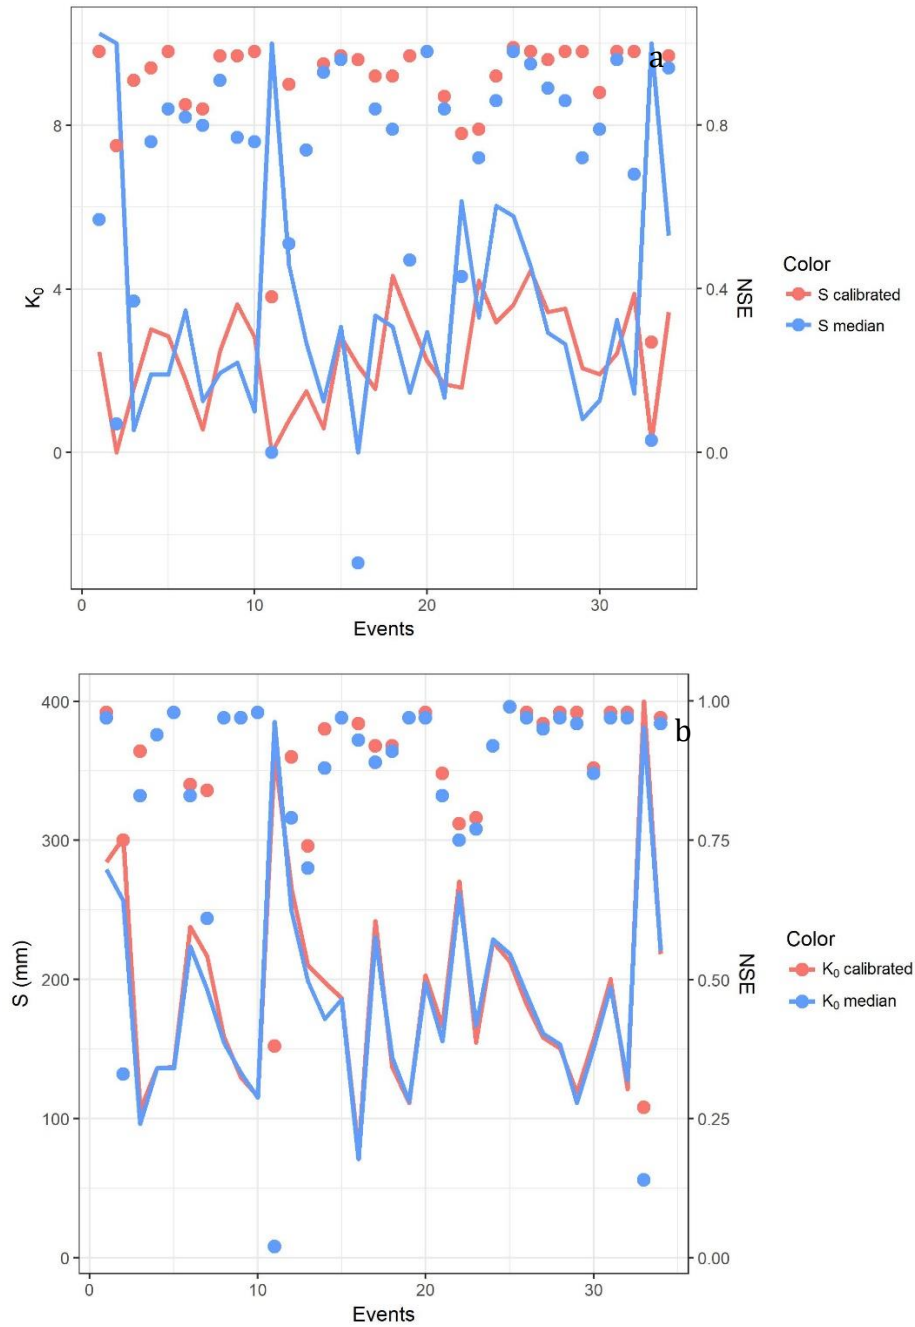 a
8
4
0
K₀
0.8
0.4
0.0
NSE
0
10
20
30
Events
Color
S calibrated
S median
b
400
300
200
100
0
S (mm)
1.00
0.75
0.50
0.25
0.00
NSE
0
10
20
30
Events
Color
K₀ calibrated
K₀ median